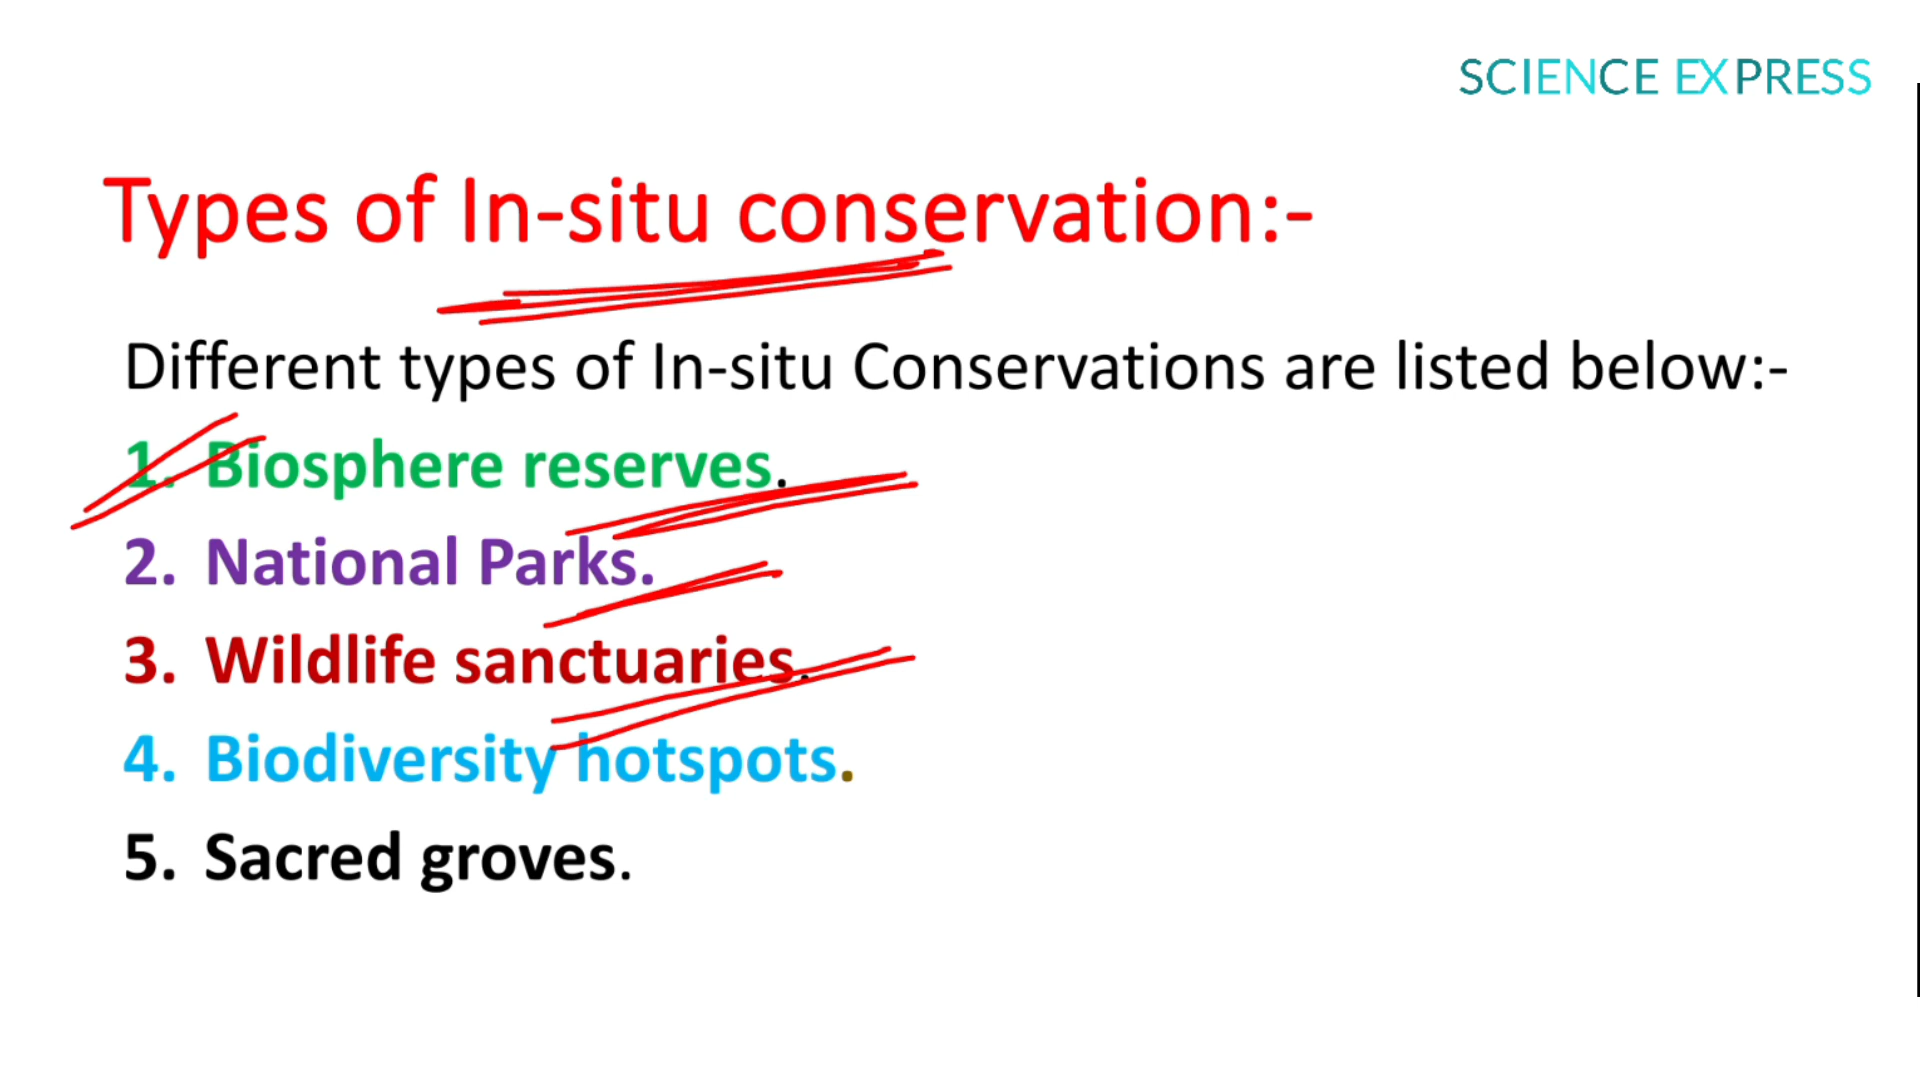 SCIENCE EXPRESS
Types of In-situ conservation:-
Different types of In-situ Conservations are listed below:-
1. Biosphere reserves.
2. National Parks.
3. Wildlife sanctuaries.
4. Biodiversity hotspots.
5. Sacred groves.